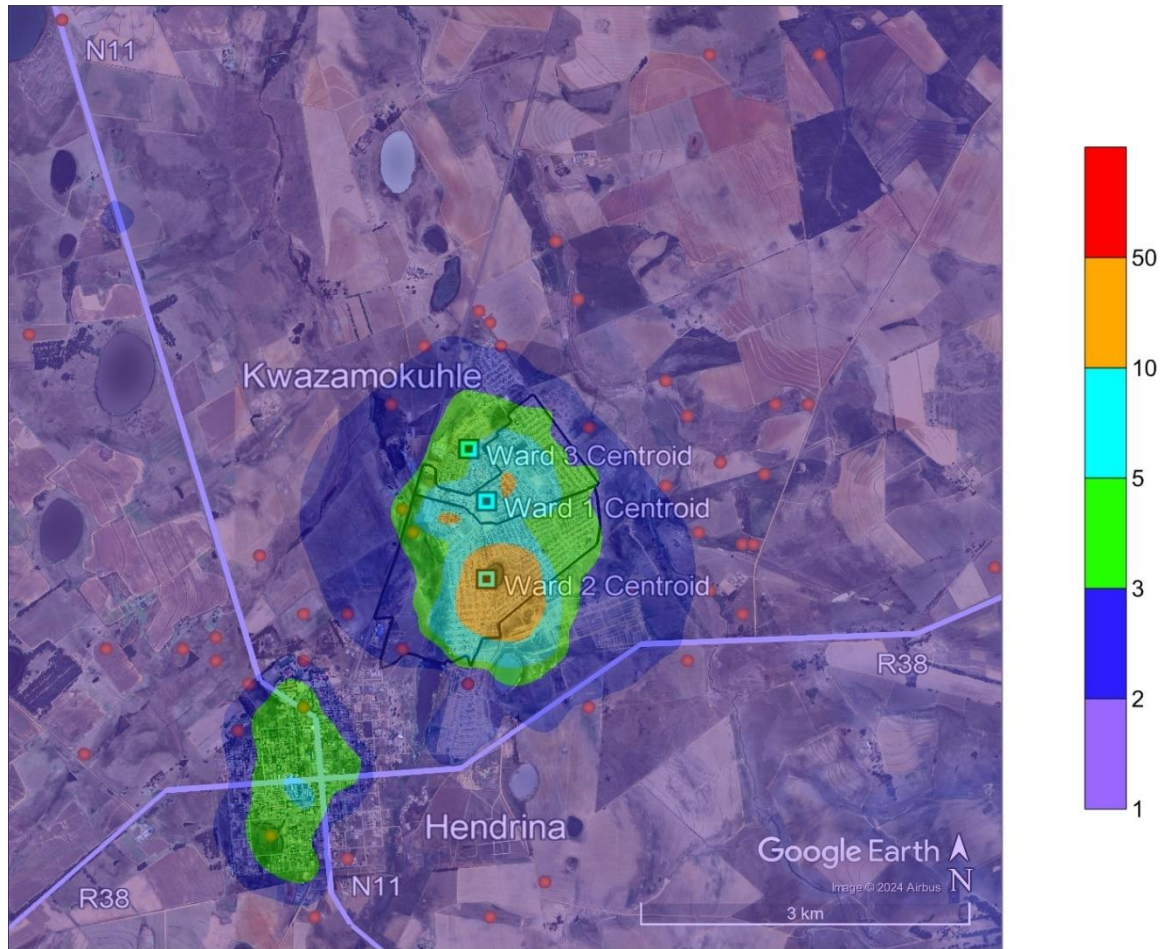 N11
Kwazamokuhle
Ward 3 Centroid
Ward 1 Centroid
Ward 2 Centroid
R38
Hendrina
Google Earth
Image © 2024 Airbus
N
3 km
R38
N11
50
10
5
3
2
1